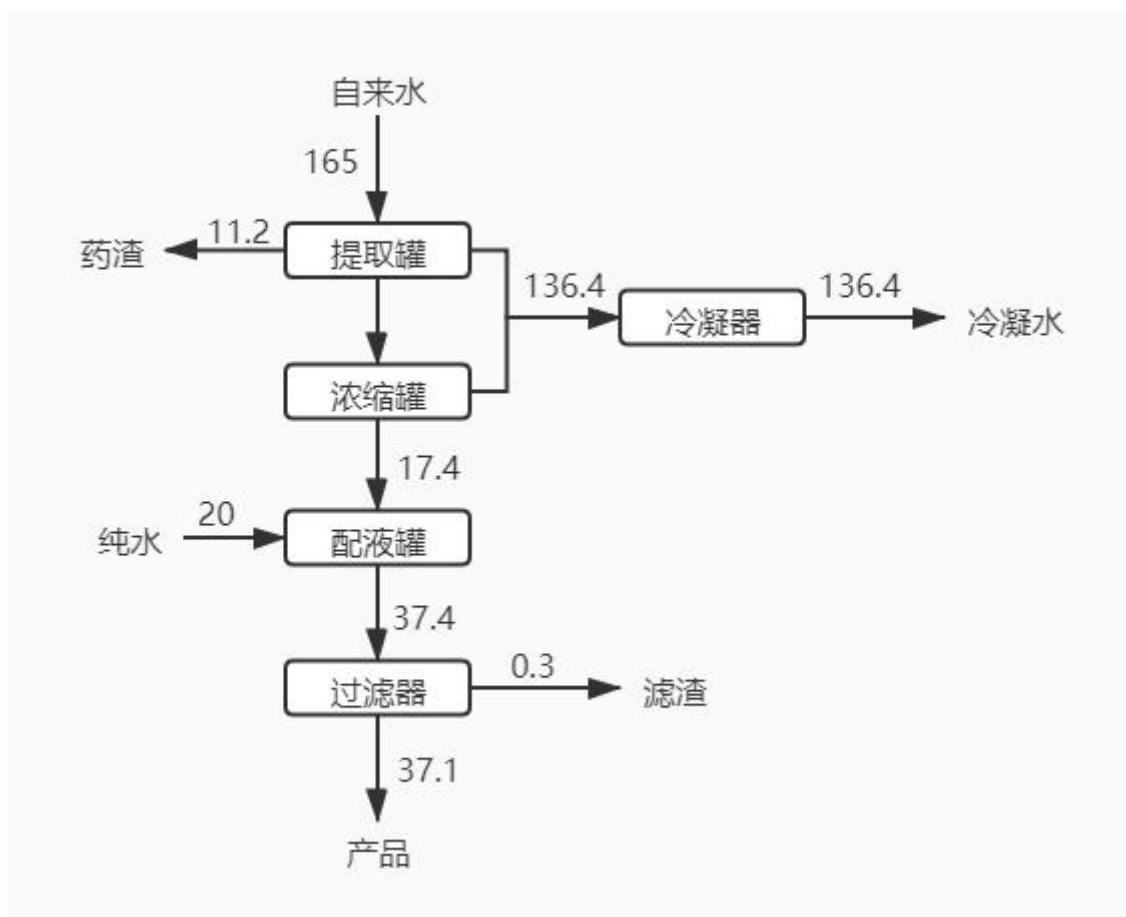 自来水
165
11.2
药渣
提取罐
136.4
136.4
冷凝器
冷凝水
浓缩罐
17.4
20
纯水
配液罐
37.4
0.3
过滤器
滤渣
37.1
产品